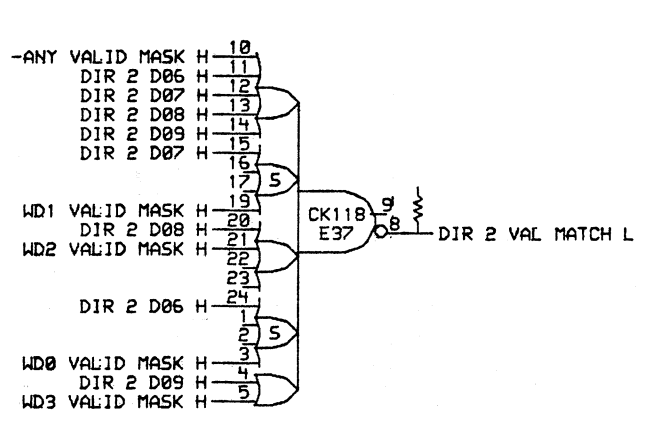 -ANY VALID MASK H 10
DIR 2 D06 H 11
DIR 2 D07 H 12
DIR 2 D08 H 13
DIR 2 D09 H 14
DIR 2 D07 H 15
16
17 S
WD1 VALID MASK H 19
DIR 2 D08 H 20
WD2 VALID MASK H 21
22
23
DIR 2 D06 H 24
1
2 S
WD0 VALID MASK H 3
DIR 2 D09 H 4
WD3 VALID MASK H 5
CK118 9
E37 8
DIR 2 VAL MATCH L